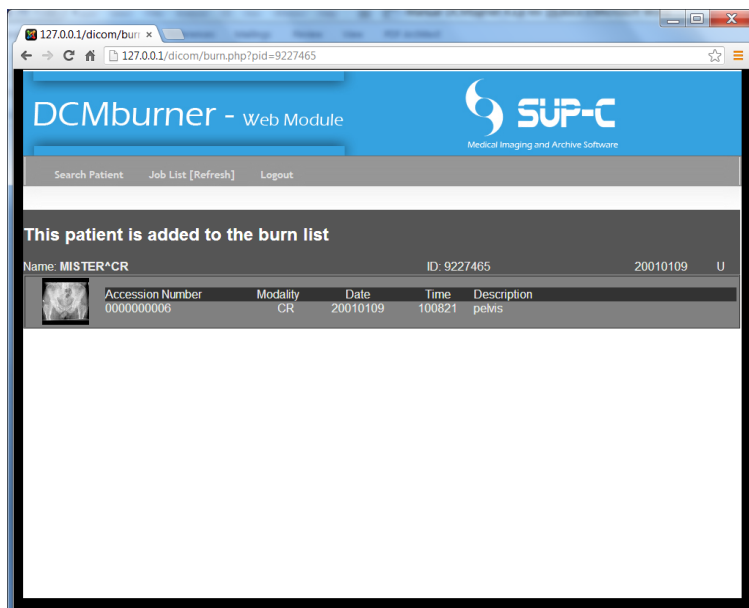 127.0.0.1/dicom/burn ×
127.0.0.1/dicom/burn.php?pid=9227465
DCMburner - Web Module
SUP-C
Medical Imaging and Archive Software
Search Patient Job List [Refresh] Logout
This patient is added to the burn list
Name: MISTER^CR ID: 9227465 20010109 U
Accession Number Modality Date Time Description
0000000006 CR 20010109 100821 pelvis